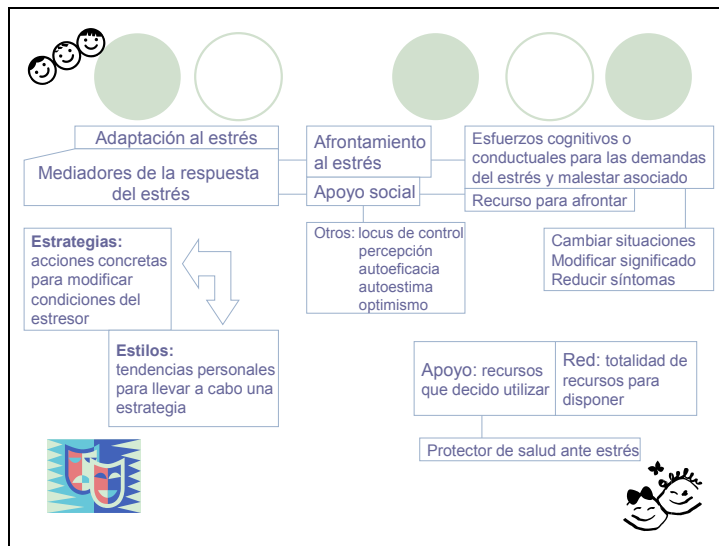 Adaptación al estrés
Mediadores de la respuesta
del estrés
Afrontamiento
al estrés
Apoyo social
Esfuerzos cognitivos o
conductuales para las demandas
del estrés y malestar asociado
Recurso para afrontar
Otros: locus de control
percepción
autoeficacia
autoestima
optimismo
Cambiar situaciones
Modificar significado
Reducir síntomas
Estrategias:
acciones concretas
para modificar
condiciones del
estresor
Estilos:
tendencias personales
para llevar a cabo una
estrategia
Apoyo: recursos
que decido utilizar
Red: totalidad de
recursos para
disponer
Protector de salud ante estrés